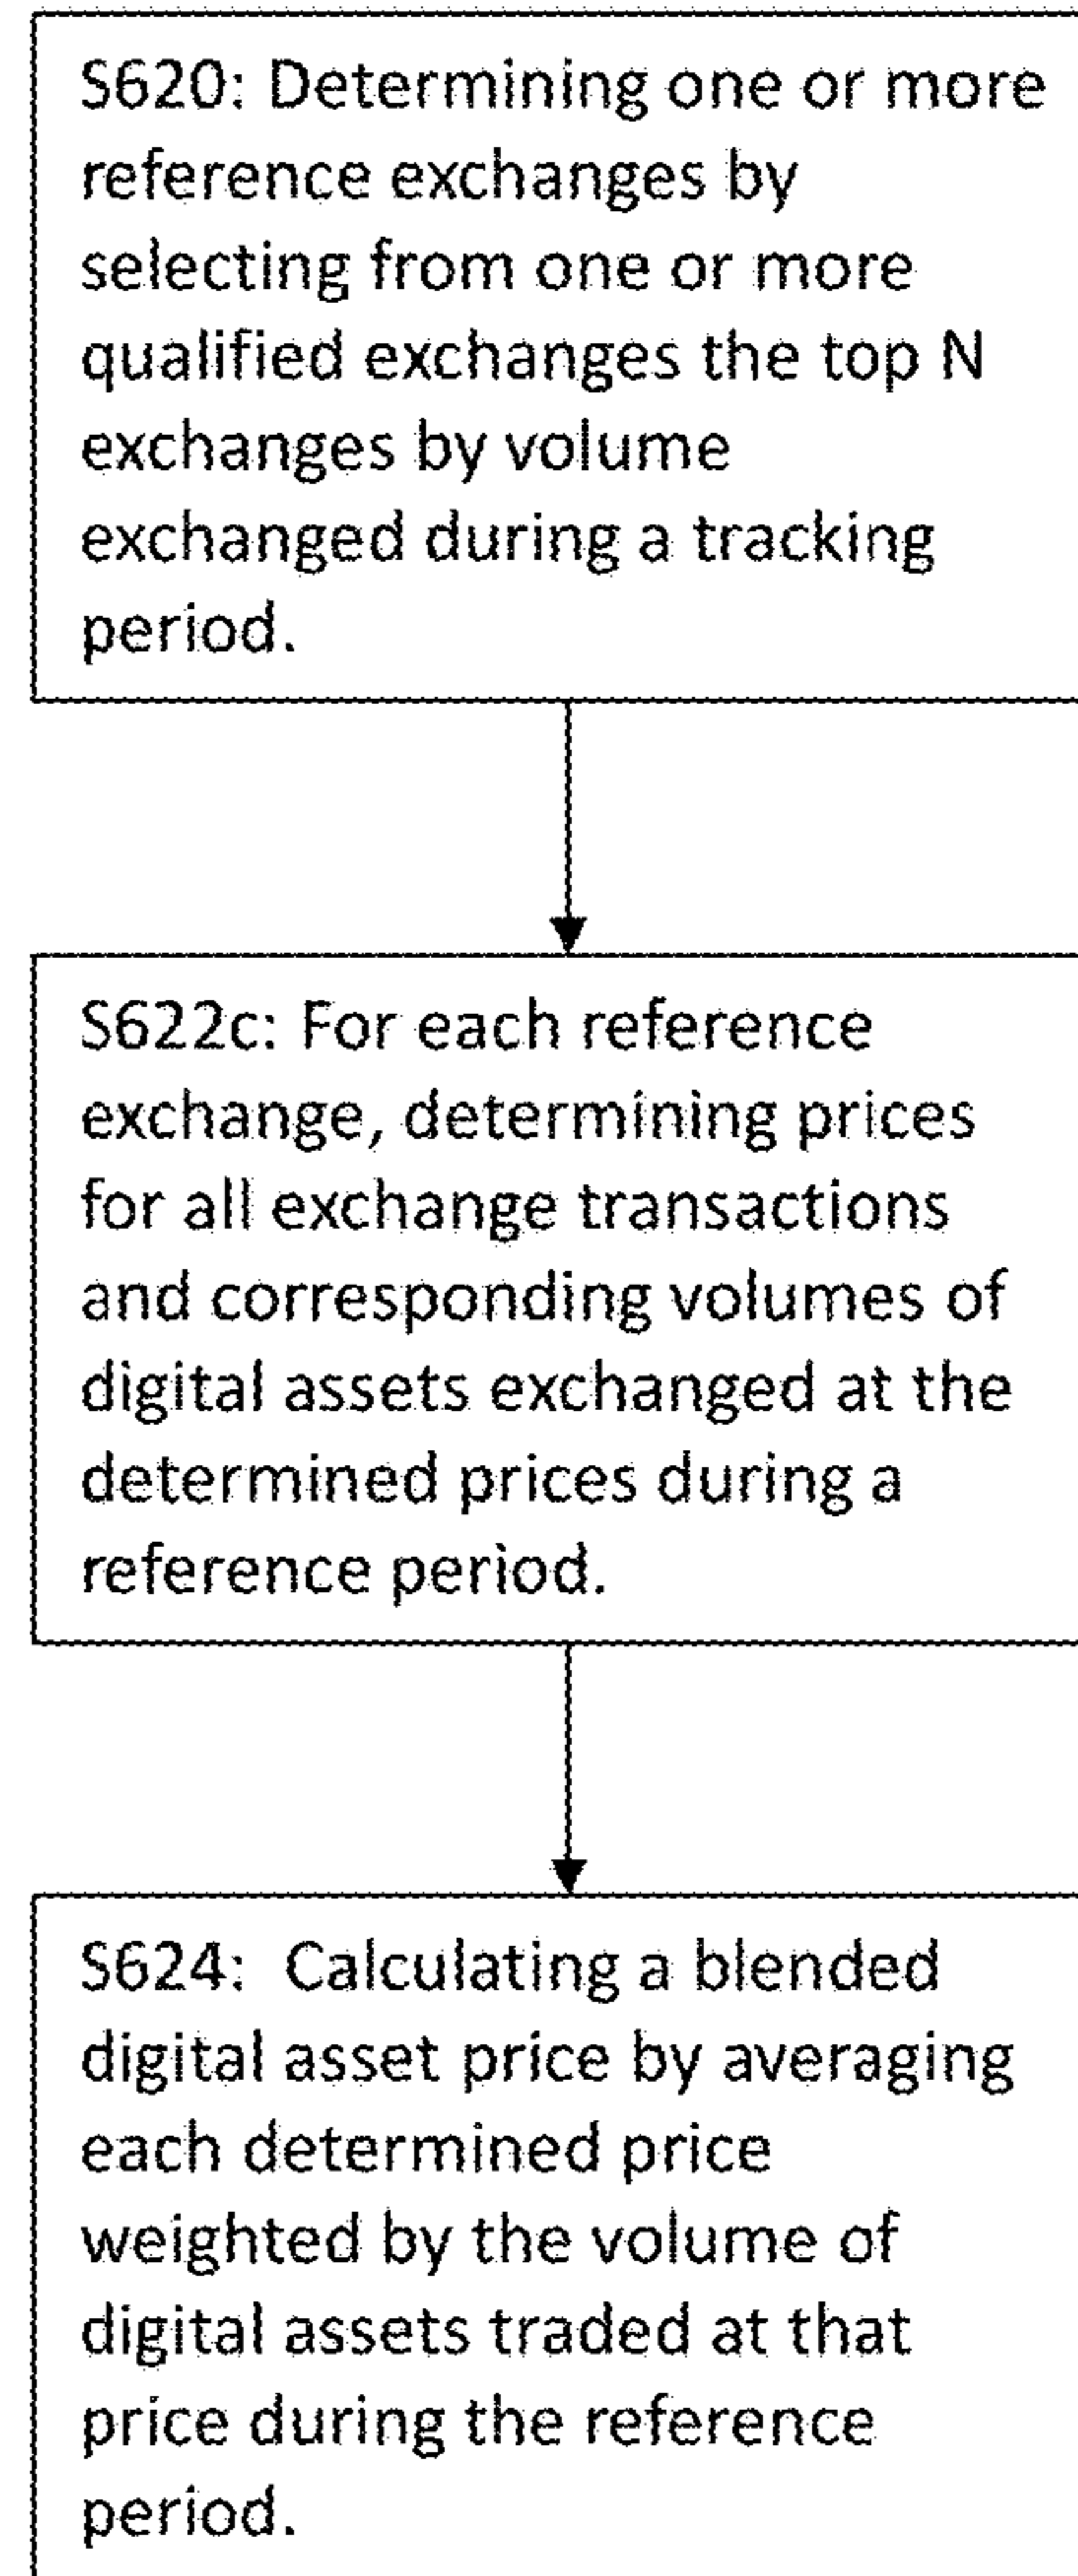 S620: Determining one or more
reference exchanges by
selecting from one or more
qualified exchanges the top N
exchanges by volume
exchanged during a tracking
period.
S622c: For each reference
exchange, determining prices
for all exchange transactions
and corresponding volumes of
digital assets exchanged at the
determined prices during a
reference period.
S624: Calculating a blended
digital asset price by averaging
each determined price
weighted by the volume of
digital assets traded at that
price during the reference
period.